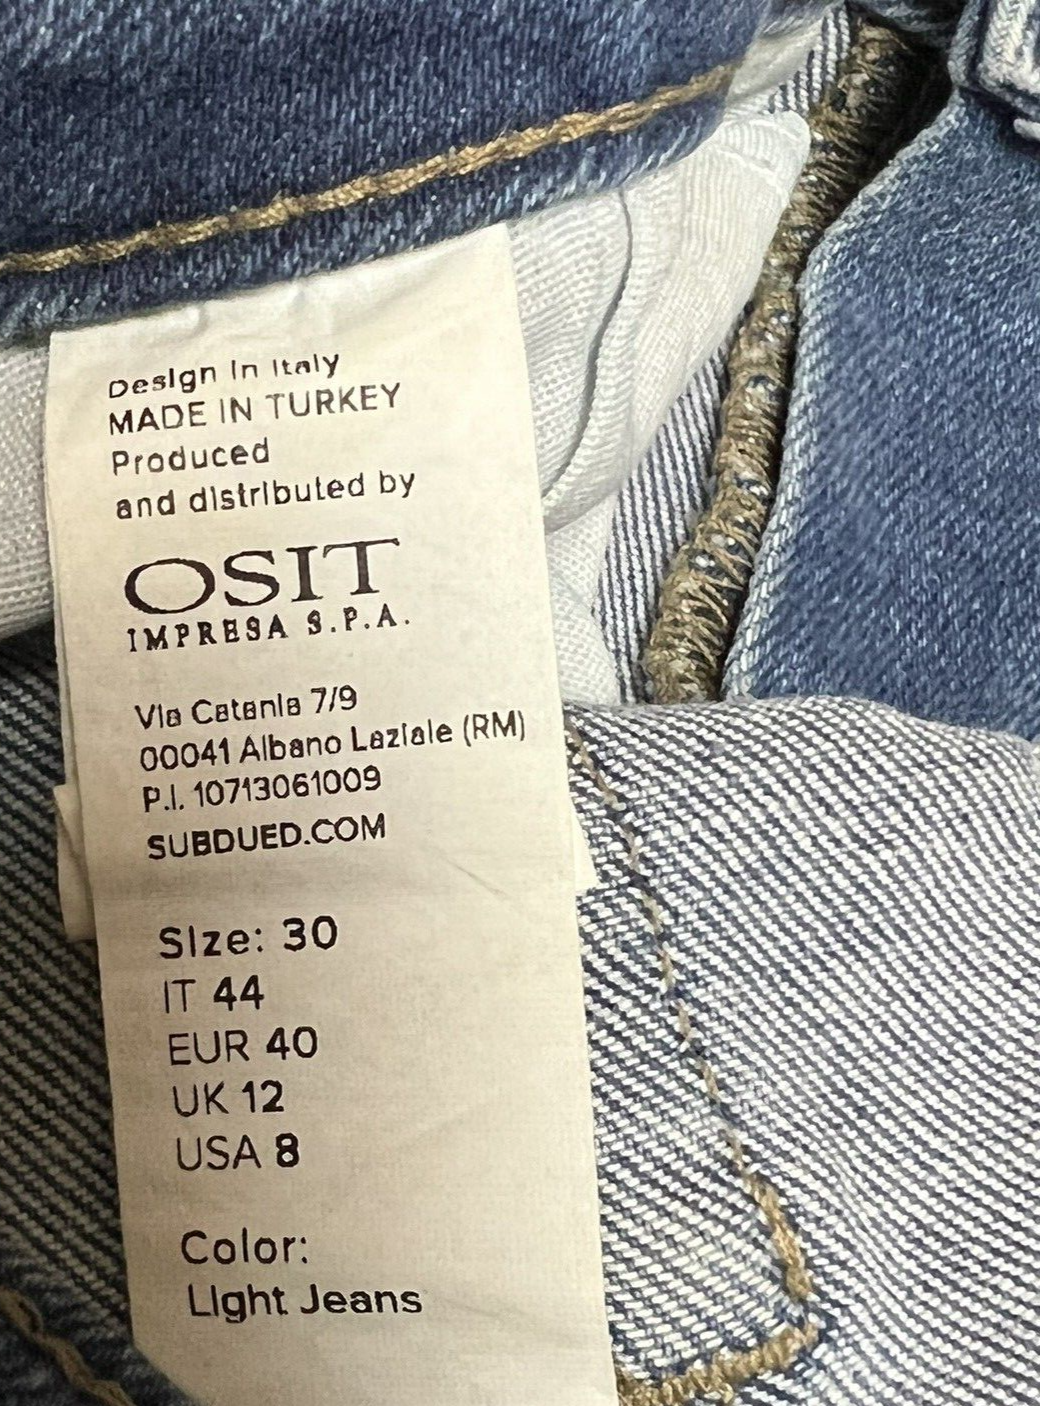 Design in Italy
MADE IN TURKEY
Produced
and distributed by
OSIT
IMPRESA S.P.A.
Via Catania 7/9
00041 Albano Laziale (RM)
P.I. 10713061009
SUBDUED.COM
Size: 30
IT 44
EUR 40
UK 12
USA 8
Color:
Light Jeans